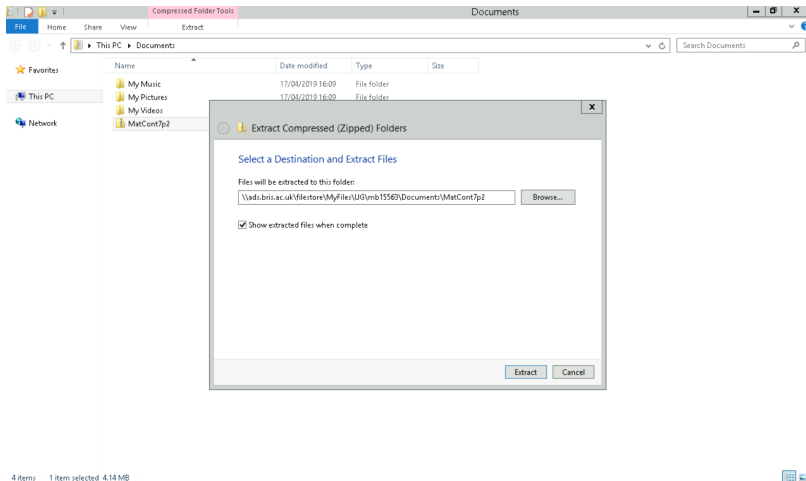 Compressed Folder Tools
Documents
File Home Share View Extract
This PC Documents
Search Documents
Favorites
This PC
Network
Name Date modified Type Size
My Music 17/04/2019 16:09 File folder
My Pictures 17/04/2019 16:09 File folder
My Videos
MatCont7p2
Extract Compressed (Zipped) Folders
Select a Destination and Extract Files
Files will be extracted to this folder:
\\ads.bris.ac.uk\filestore\MyFiles\UG\mb15563\Documents\MatCont7p2 Browse...
Show extracted files when complete
Extract Cancel
4 items 1 item selected 4.14 MB